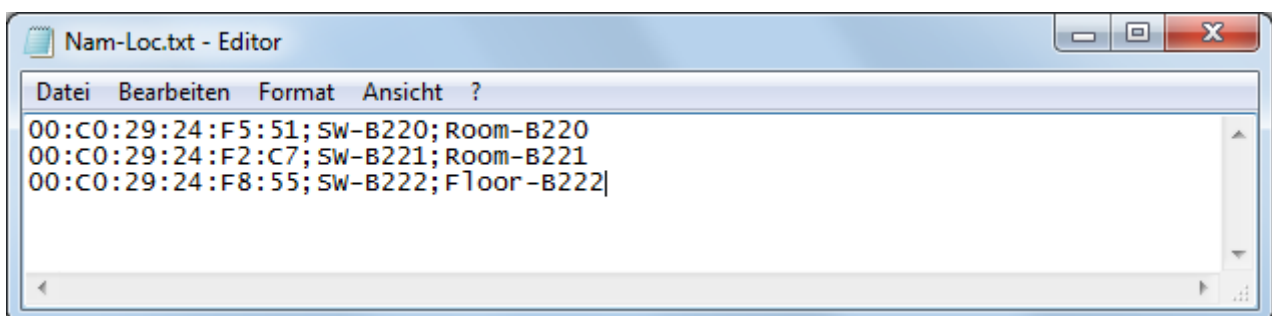 Nam-Loc.txt - Editor
Datei Bearbeiten Format Ansicht ?
00:C0:29:24:F5:51;SW-B220;Room-B220
00:C0:29:24:F2:C7;SW-B221;Room-B221
00:C0:29:24:F8:55;SW-B222;Floor-B222